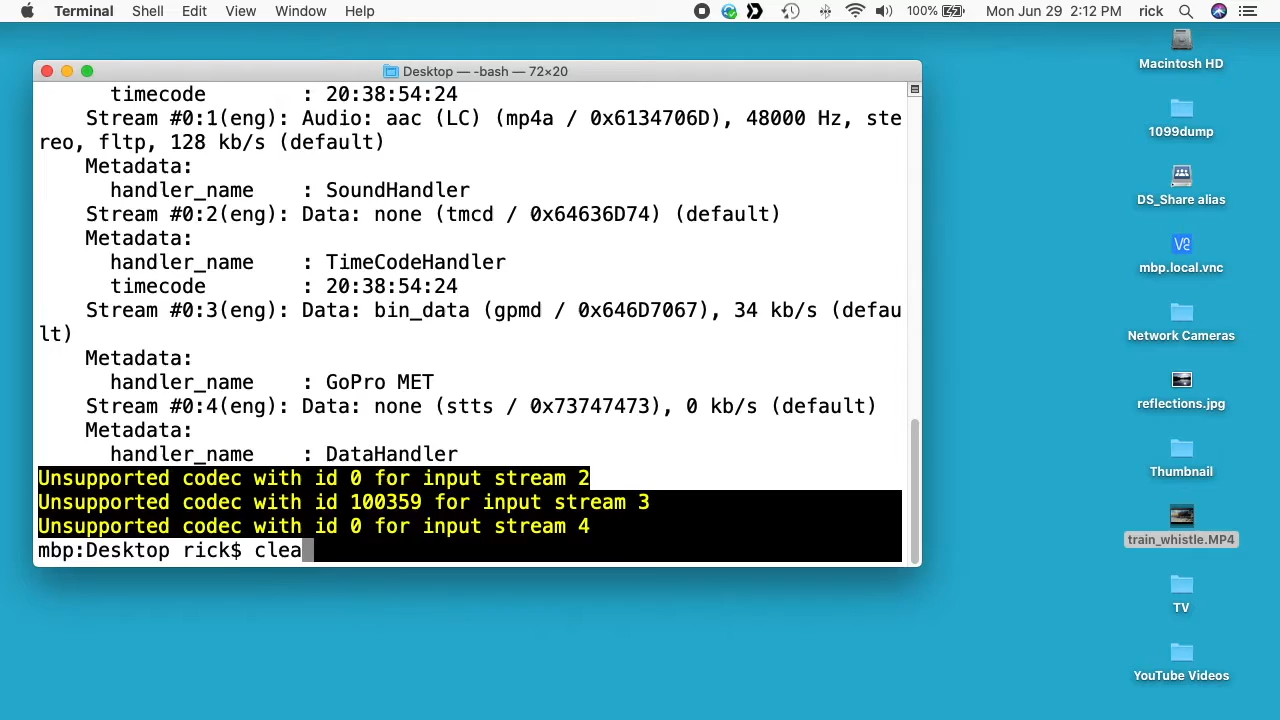 Terminal Shell Edit View Window Help 100% Mon Jun 29 2:12 PM rick
Desktop — -bash — 72×20
timecode : 20:38:54:24
Stream #0:1(eng): Audio: aac (LC) (mp4a / 0x6134706D), 48000 Hz, ste
reo, fltp, 128 kb/s (default)
Metadata:
handler_name : SoundHandler
Stream #0:2(eng): Data: none (tmcd / 0x64636D74) (default)
Metadata:
handler_name : TimeCodeHandler
timecode : 20:38:54:24
Stream #0:3(eng): Data: bin_data (gpmd / 0x646D7067), 34 kb/s (defau
lt)
Metadata:
handler_name : GoPro MET
Stream #0:4(eng): Data: none (stts / 0x73747473), 0 kb/s (default)
Metadata:
handler_name : DataHandler
Unsupported codec with id 0 for input stream 2
Unsupported codec with id 100359 for input stream 3
Unsupported codec with id 0 for input stream 4
mbp:Desktop rick$ clea
Macintosh HD
1099dump
DS_Share alias
V2
mbp.local.vnc
Network Cameras
reflections.jpg
Thumbnail
train_whistle.MP4
TV
YouTube Videos